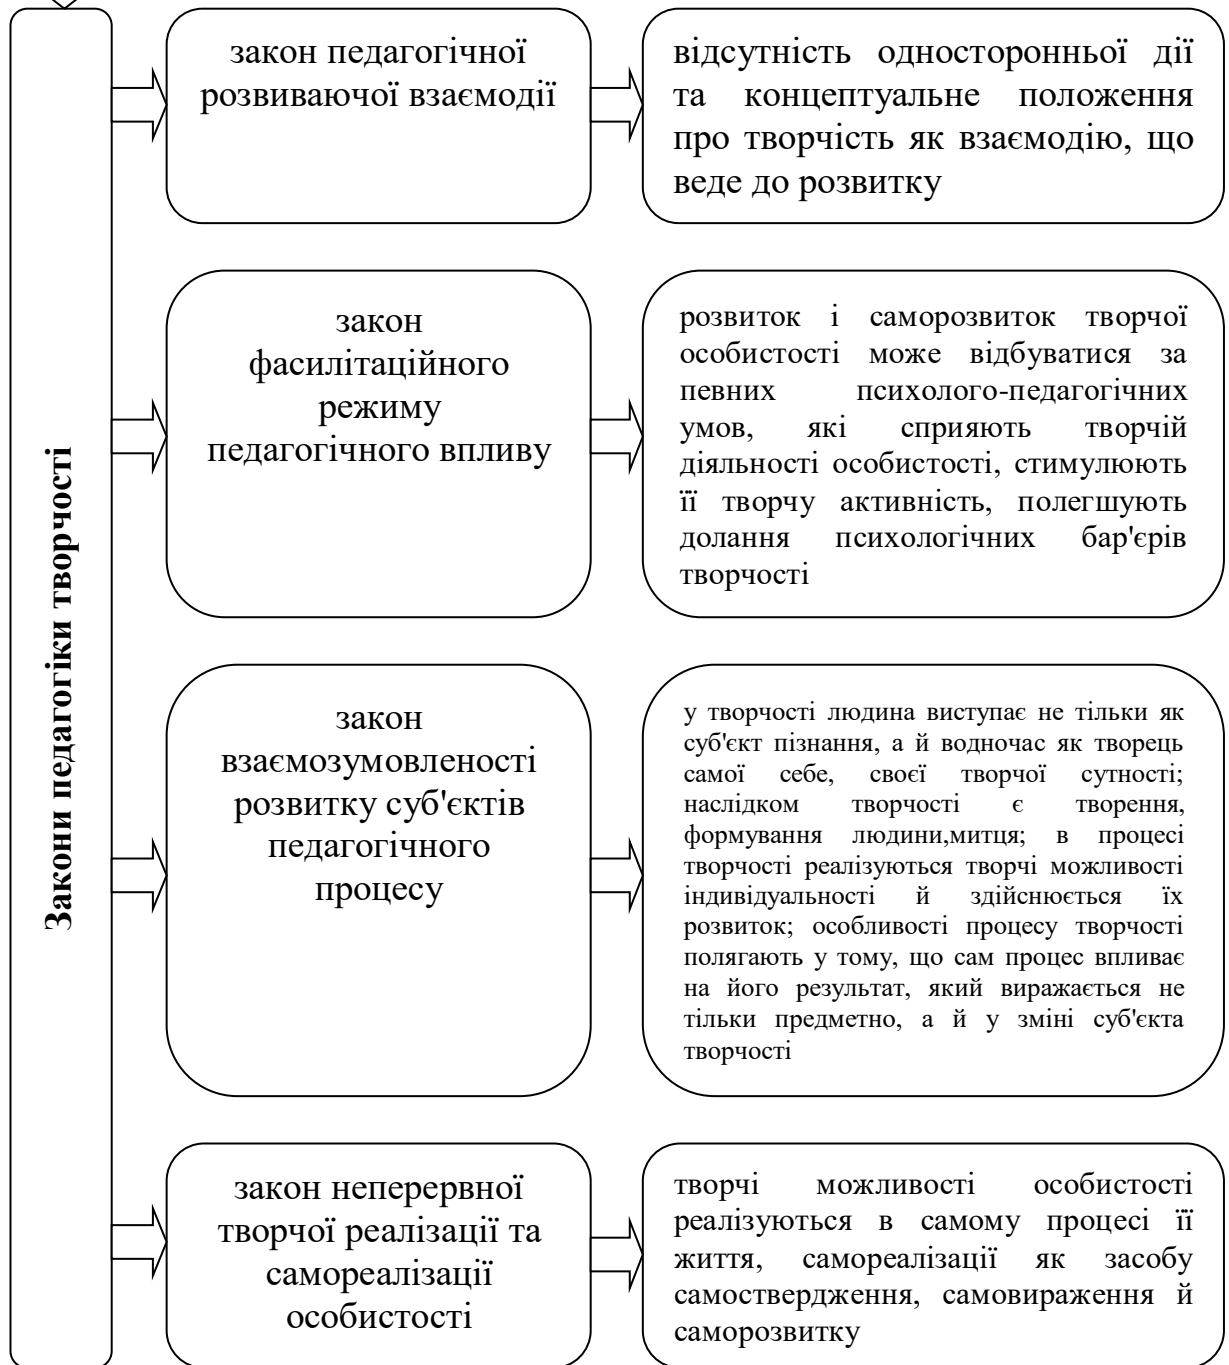 Закони педагогіки творчості
закон педагогічної
розвиваючої взаємодії
відсутність односторонньої дії
та концептуальне положення
про творчість як взаємодію, що
веде до розвитку
закон
фасилітаційного
режиму
педагогічного впливу
розвиток і саморозвиток творчої
особистості може відбуватися за
певних психолого-педагогічних
умов, які сприяють творчій
діяльності особистості, стимулюють
її творчу активність, полегшують
долання психологічних бар'єрів
творчості
закон
взаємозумовленості
розвитку суб'єктів
педагогічного
процесу
у творчості людина виступає не тільки як
суб'єкт пізнання, а й водночас як творець
самої себе, своєї творчої сутності;
наслідком творчості є творення,
формування людини,митця; в процесі
творчості реалізуються творчі можливості
індивідуальності й здійснюється їх
розвиток; особливості процесу творчості
полягають у тому, що сам процес впливає
на його результат, який виражається не
тільки предметно, а й у зміні суб'єкта
творчості
закон неперервної
творчої реалізації та
самореалізації
особистості
творчі можливості особистості
реалізуються в самому процесі її
життя, самореалізації як засобу
самоствердження, самовираження й
саморозвитку